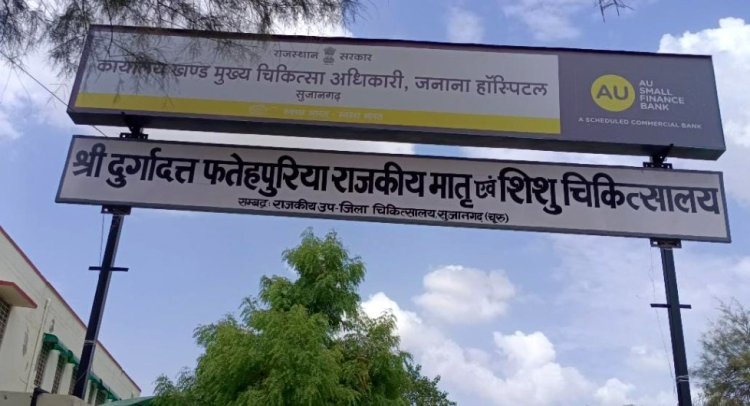 राजस्थान सरकार
कार्यालय खण्ड मुख्य चिकित्सा अधिकारी, जनाना हॉस्पिटल
सुजानगढ़
AU
AU
SMALL
FINANCE
BANK
A SCHEDULED COMMERCIAL BANK
श्री दुर्गादत्त फतेहपुरिया राजकीय मातृ एवं शिशु चिकित्सालय
सम्बद्ध: राजकीय उप-जिला चिकित्सालय, सुजानगढ़ (चूरू)